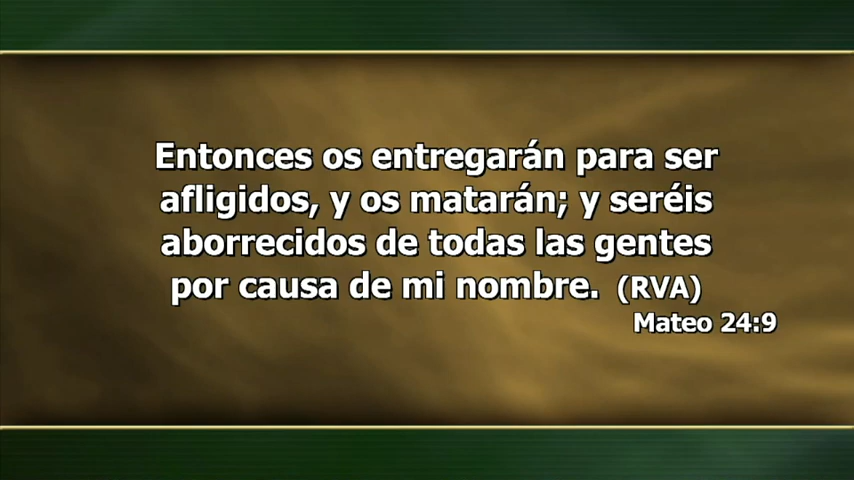 Entonces os entregarán para ser
afligidos, y os matarán; y seréis
aborrecidos de todas las gentes
por causa de mi nombre. (RVA)
Mateo 24:9